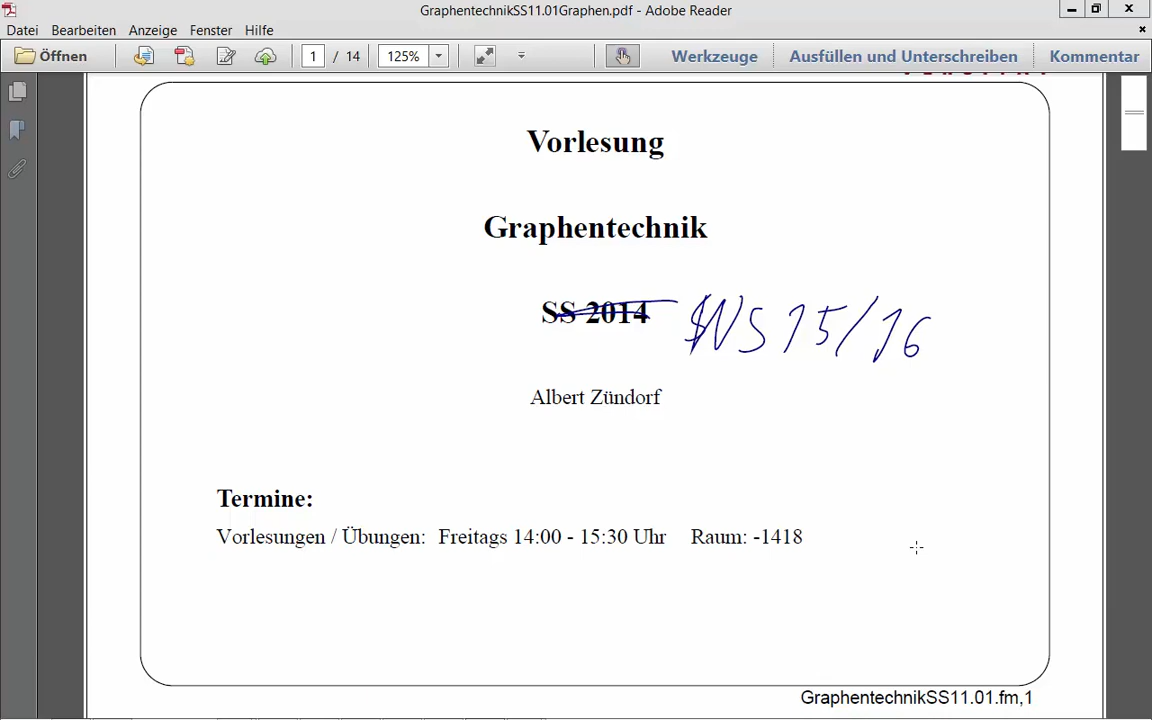 GraphentechnikSS11.01Graphen.pdf - Adobe Reader
Datei Bearbeiten Anzeige Fenster Hilfe
Öffnen 1 / 14 125% Werkzeuge Ausfüllen und Unterschreiben Kommentar
Vorlesung
Graphentechnik
SS 2014 WS 15/16
Albert Zündorf
Termine:
Vorlesungen / Übungen: Freitags 14:00 - 15:30 Uhr Raum: -1418
GraphentechnikSS11.01.fm,1